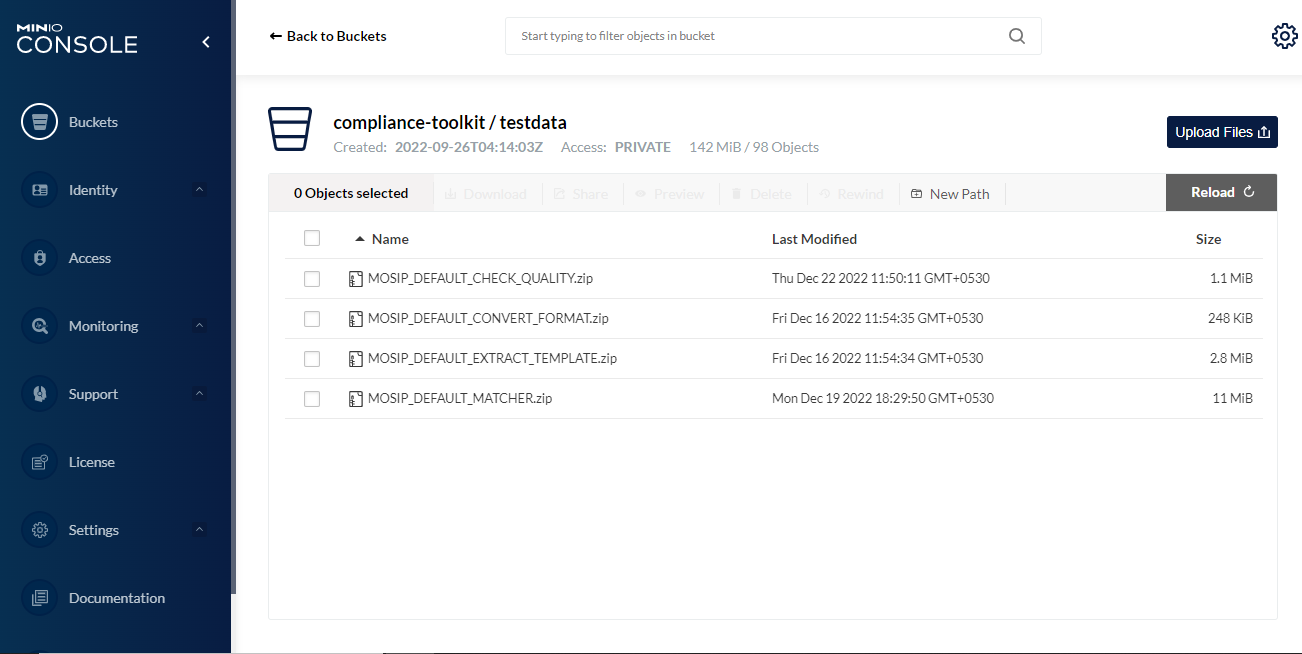 MINIO
CONSOLE
Buckets
Identity
Access
Monitoring
Support
License
Settings
Documentation
Back to Buckets
Start typing to filter objects in bucket
compliance-toolkit / testdata
Created: 2022-09-26T04:14:03Z Access: PRIVATE 142 MiB / 98 Objects
Upload Files
0 Objects selected Download Share Preview Delete Rewind New Path Reload
Name Last Modified Size
MOSIP_DEFAULT_CHECK_QUALITY.zip Thu Dec 22 2022 11:50:11 GMT+0530 1.1 MiB
MOSIP_DEFAULT_CONVERT_FORMAT.zip Fri Dec 16 2022 11:54:35 GMT+0530 248 KiB
MOSIP_DEFAULT_EXTRACT_TEMPLATE.zip Fri Dec 16 2022 11:54:34 GMT+0530 2.8 MiB
MOSIP_DEFAULT_MATCHER.zip Mon Dec 19 2022 18:29:50 GMT+0530 11 MiB